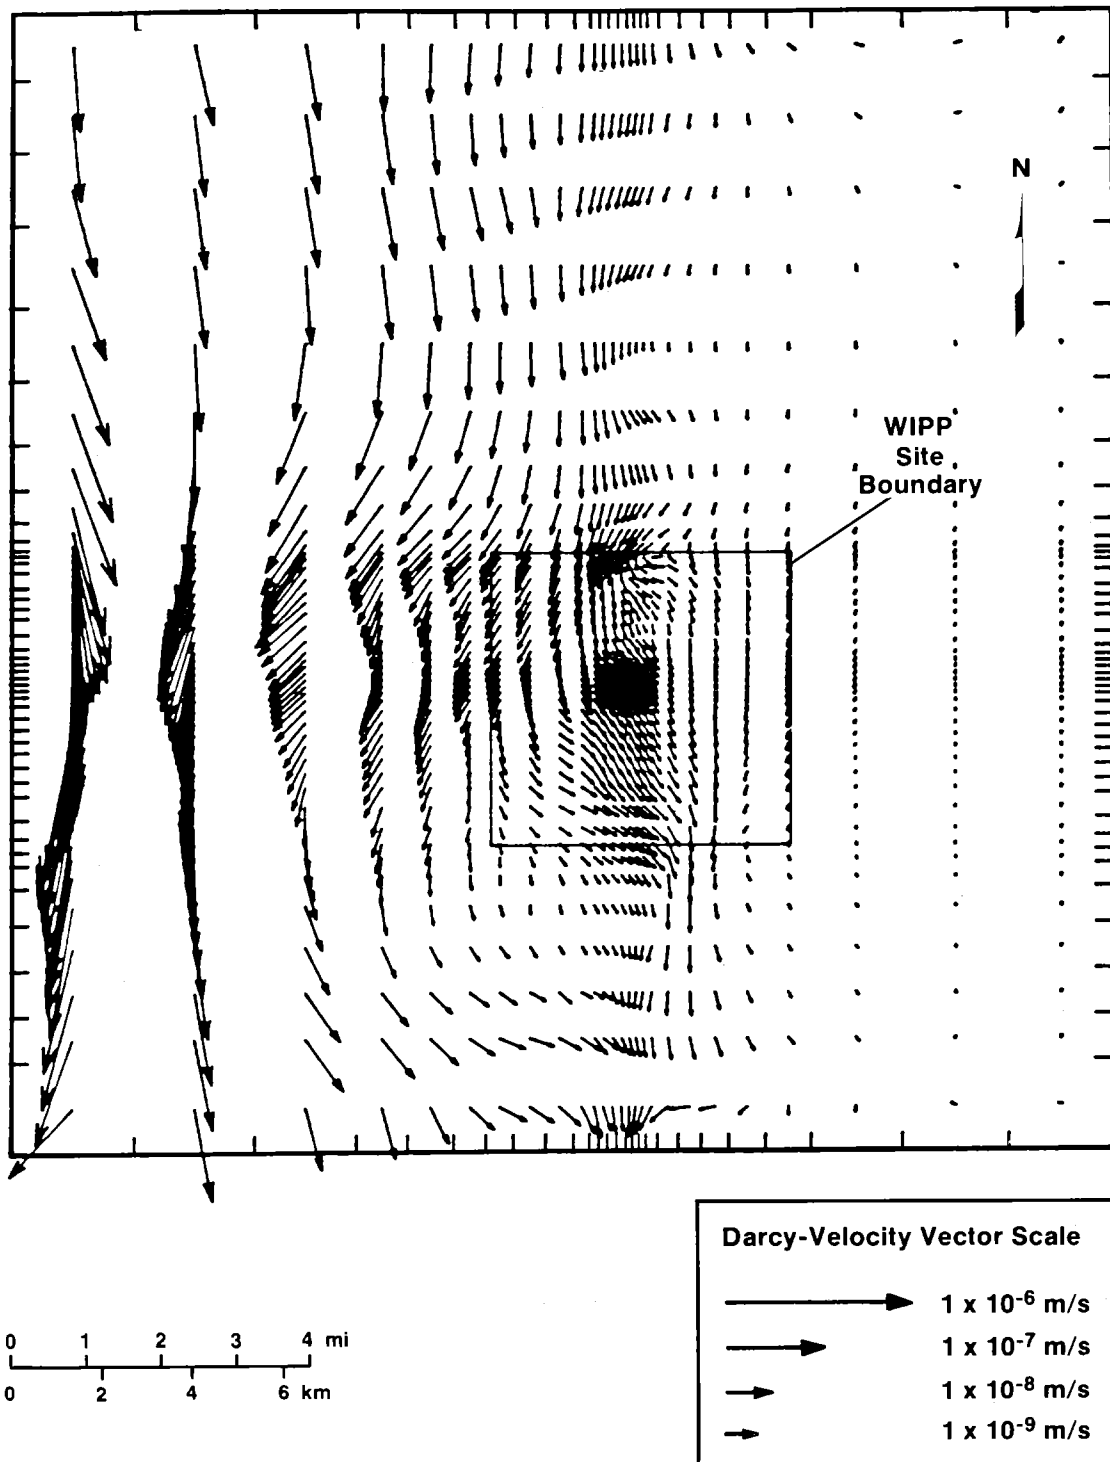 N
WIPP
Site
Boundary
Darcy-Velocity Vector Scale
1 x 10⁻⁶ m/s
1 x 10⁻⁷ m/s
1 x 10⁻⁸ m/s
1 x 10⁻⁹ m/s
0 1 2 3 4 mi
0 2 4 6 km